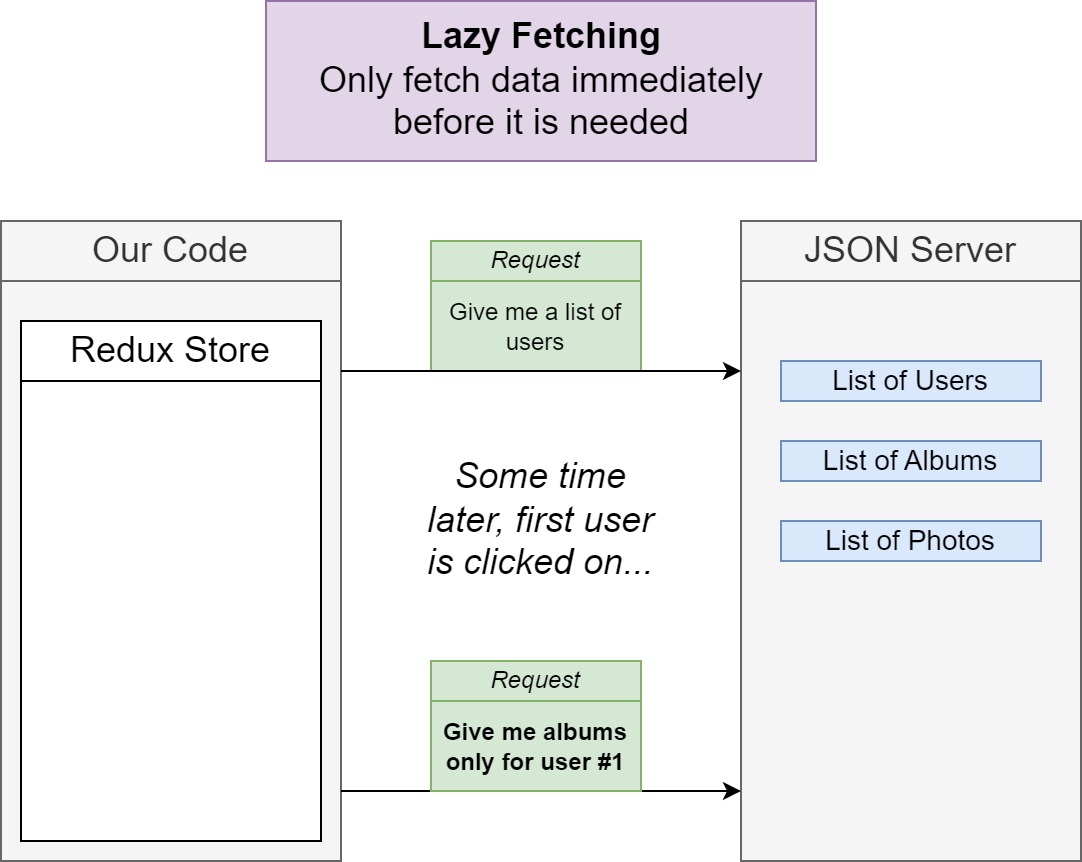 Lazy Fetching
Only fetch data immediately
before it is needed
Our Code
Redux Store
Request
Give me a list of
users
Some time
later, first user
is clicked on...
Request
Give me albums
only for user #1
JSON Server
List of Users
List of Albums
List of Photos